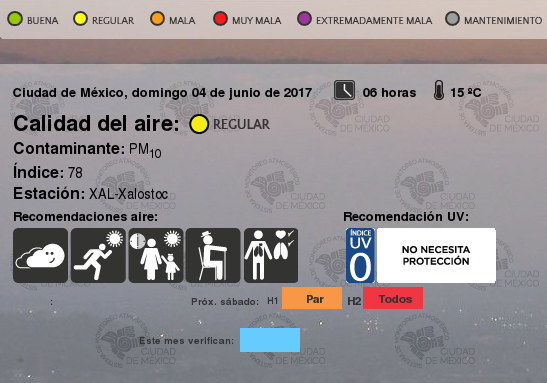 BUENA REGULAR MALA MUY MALA EXTREMADAMENTE MALA MANTENIMIENTO
Ciudad de México, domingo 04 de junio de 2017 06 horas 15 ºC
Calidad del aire: REGULAR
Contaminante: PM10
Índice: 78
Estación: XAL-Xalostoc
Recomendaciones aire: Recomendación UV:
ÍNDICE
UV
0
NO NECESITA
PROTECCIÓN
: Próx. sábado: H1 Par H2 Todos
Este mes verifican:
CIUDAD
DE MÉXICO